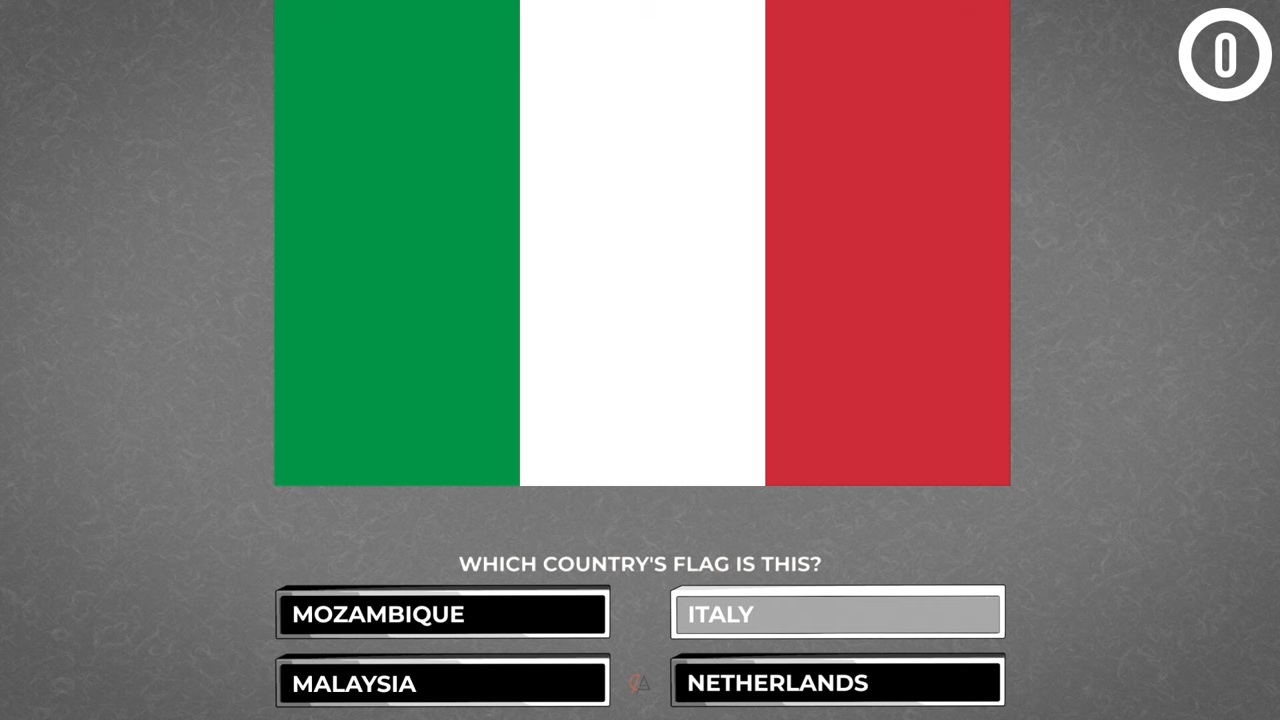 0
WHICH COUNTRY'S FLAG IS THIS?
MOZAMBIQUE
ITALY
MALAYSIA
NETHERLANDS